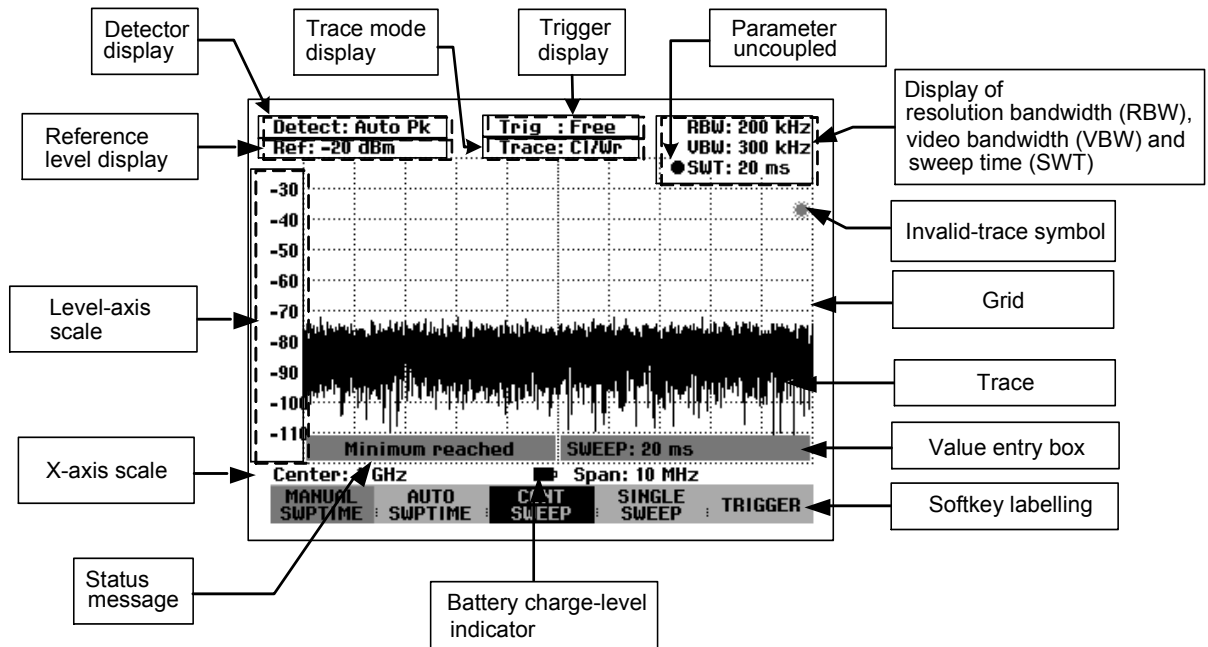 Detector
display
Trace mode
display
Trigger
display
Parameter
uncoupled
Reference
level display
Display of
resolution bandwidth (RBW),
video bandwidth (VBW) and
sweep time (SWT)
Detect: Auto Pk
Trig : Free
RBW: 200 kHz
Ref: -20 dBm
Trace: Cl/Wr
VBW: 300 kHz
SWT: 20 ms
-30
-40
-50
-60
-70
-80
-90
-100
-110
Invalid-trace symbol
Grid
Level-axis
scale
Trace
Minimum reached
SWEEP: 20 ms
Value entry box
X-axis scale
Center: GHz
Span: 10 MHz
MANUAL
SWPTIME
AUTO
SWPTIME
CONT
SWEEP
SINGLE
SWEEP
TRIGGER
Softkey labelling
Status
message
Battery charge-level
indicator